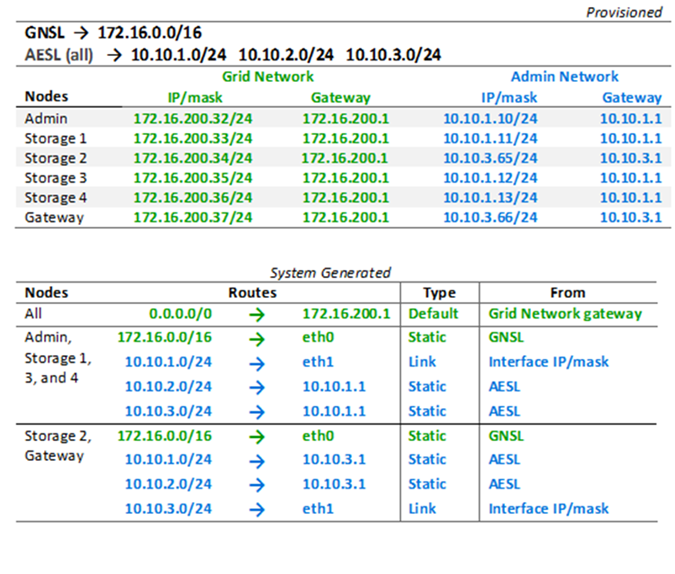 Provisioned
GNSL → 172.16.0.0/16
AESL (all) → 10.10.1.0/24 10.10.2.0/24 10.10.3.0/24
Grid Network Admin Network
Nodes IP/mask Gateway IP/mask Gateway
Admin 172.16.200.32/24 172.16.200.1 10.10.1.10/24 10.10.1.1
Storage 1 172.16.200.33/24 172.16.200.1 10.10.1.11/24 10.10.1.1
Storage 2 172.16.200.34/24 172.16.200.1 10.10.3.65/24 10.10.3.1
Storage 3 172.16.200.35/24 172.16.200.1 10.10.1.12/24 10.10.1.1
Storage 4 172.16.200.36/24 172.16.200.1 10.10.1.13/24 10.10.1.1
Gateway 172.16.200.37/24 172.16.200.1 10.10.3.66/24 10.10.3.1
System Generated
Nodes Routes Type From
All 0.0.0.0/0 → 172.16.200.1 Default Grid Network gateway
Admin, 172.16.0.0/16 → eth0 Static GNSL
Storage 1, 10.10.1.0/24 → eth1 Link Interface IP/mask
3, and 4 10.10.2.0/24 → 10.10.1.1 Static AESL
10.10.3.0/24 → 10.10.1.1 Static AESL
Storage 2, 172.16.0.0/16 → eth0 Static GNSL
Gateway 10.10.1.0/24 → 10.10.3.1 Static AESL
10.10.2.0/24 → 10.10.3.1 Static AESL
10.10.3.0/24 → eth1 Link Interface IP/mask